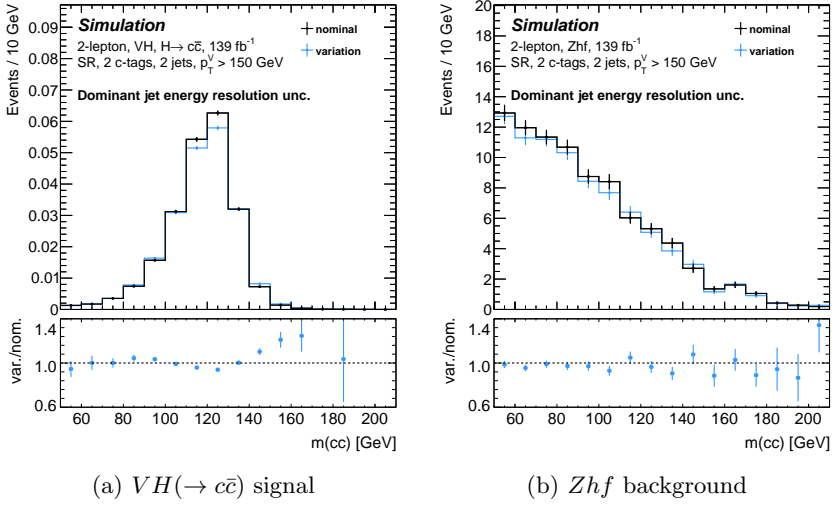 Simulation
2-lepton, VH, H→ cc̄, 139 fb⁻¹
SR, 2 c-tags, 2 jets, p_T^V > 150 GeV
Dominant jet energy resolution unc.
nominal
variation
Events / 10 GeV
0.09
0.08
0.07
0.06
0.05
0.04
0.03
0.02
0.01
0
var./nom.
1.4
1.0
0.6
60 80 100 120 140 160 180 200
m(cc) [GeV]
(a) VH(→ cc̄) signal
Simulation
2-lepton, Zhf, 139 fb⁻¹
SR, 2 c-tags, 2 jets, p_T^V > 150 GeV
Dominant jet energy resolution unc.
nominal
variation
Events / 10 GeV
20
18
16
14
12
10
8
6
4
2
0
var./nom.
1.4
1.0
0.6
60 80 100 120 140 160 180 200
m(cc) [GeV]
(b) Zhf background